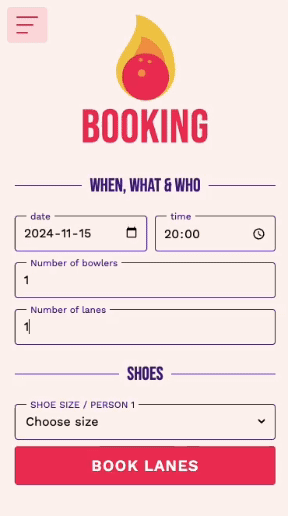 BOOKING
WHEN, WHAT & WHO
date
time
2024-11-15
20:00
Number of bowlers
1
Number of lanes
1
SHOES
SHOE SIZE / PERSON 1
Choose size
BOOK LANES